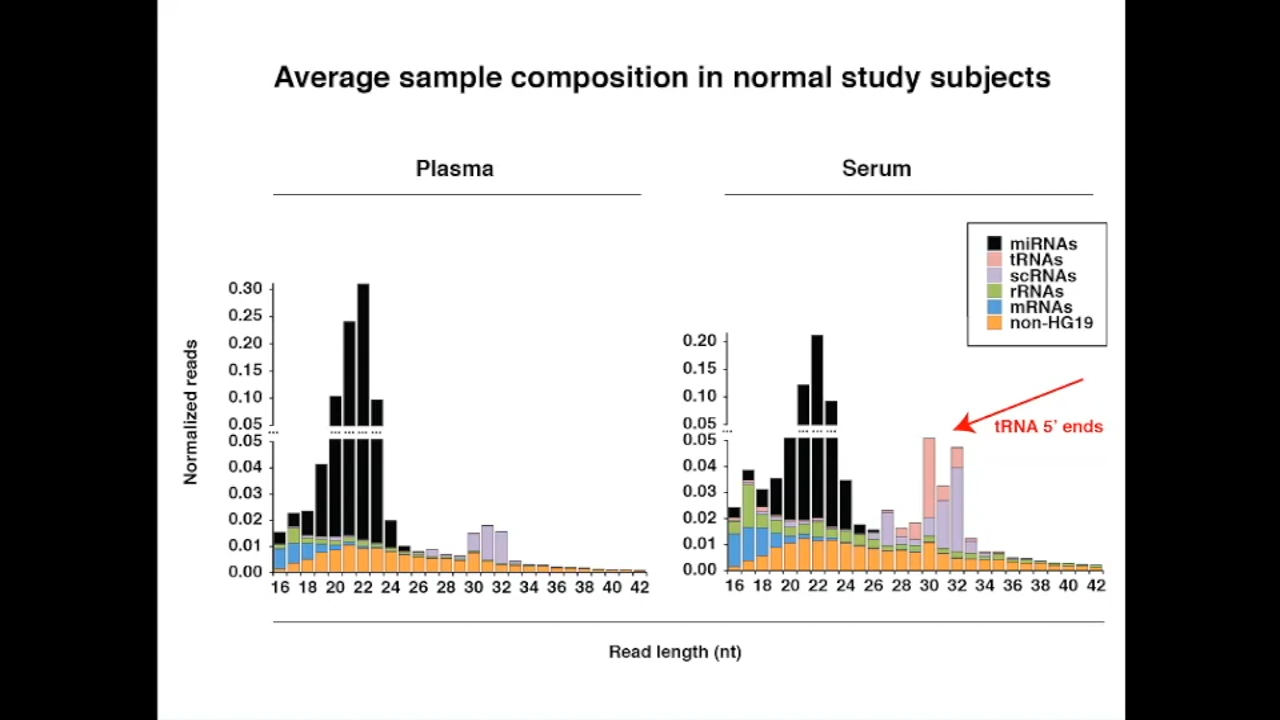 Average sample composition in normal study subjects
Plasma
Serum
miRNAs
tRNAs
scRNAs
rRNAs
mRNAs
non-HG19
Normalized reads
0.30
0.25
0.20
0.15
0.10
0.05
0.05
0.04
0.03
0.02
0.01
0.00
16 18 20 22 24 26 28 30 32 34 36 38 40 42
0.20
0.15
0.10
0.05
0.05
0.04
0.03
0.02
0.01
0.00
tRNA 5’ ends
16 18 20 22 24 26 28 30 32 34 36 38 40 42
Read length (nt)